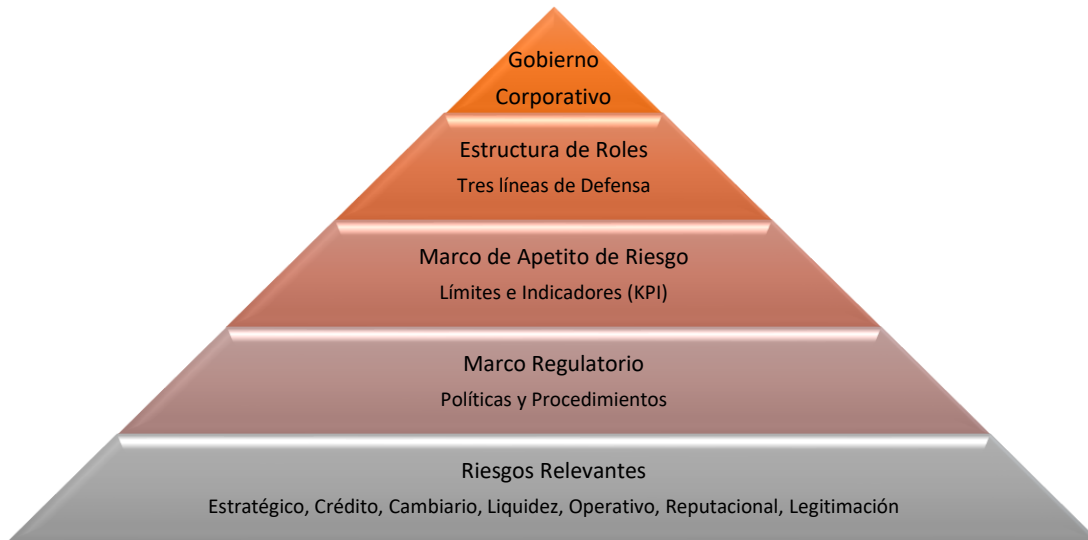 Gobierno
Corporativo
Estructura de Roles
Tres líneas de Defensa
Marco de Apetito de Riesgo
Límites e Indicadores (KPI)
Marco Regulatorio
Políticas y Procedimientos
Riesgos Relevantes
Estratégico, Crédito, Cambiario, Liquidez, Operativo, Reputacional, Legitimación